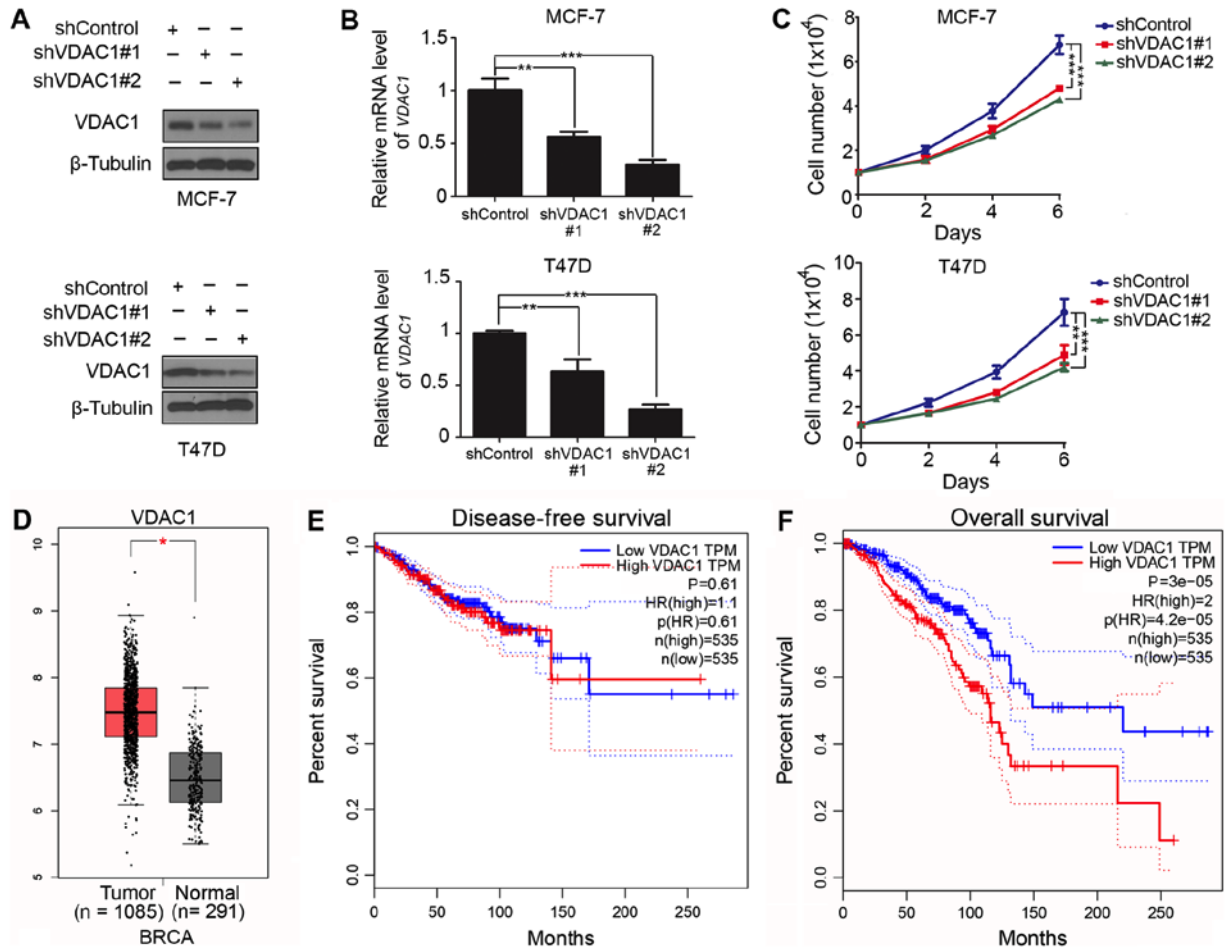 A
shControl + – –
shVDAC1#1 – + –
shVDAC1#2 – – +
VDAC1
β-Tubulin
MCF-7
shControl + – –
shVDAC1#1 – + –
shVDAC1#2 – – +
VDAC1
β-Tubulin
T47D
B
MCF-7
Relative mRNA level
of VDAC1
1.5
1
0.5
0
**
***
shControl
shVDAC1
#1
shVDAC1
#2
T47D
Relative mRNA level
of VDAC1
1.5
1
0.5
0
**
***
shControl
shVDAC1
#1
shVDAC1
#2
C
MCF-7
Cell number (1x10⁴)
8
6
4
2
0
0 2 4 6
Days
shControl
shVDAC1#1
shVDAC1#2
***
***
T47D
Cell number (1x10⁴)
10
8
6
4
2
0
0 2 4 6
Days
shControl
shVDAC1#1
shVDAC1#2
**
***
D
VDAC1
*
10
9
8
7
6
5
Tumor Normal
(n = 1085) (n= 291)
BRCA
E
Disease-free survival
Low VDAC1 TPM
High VDAC1 TPM
P=0.61
HR(high)=1.1
p(HR)=0.61
n(high)=535
n(low)=535
Percent survival
1.0
0.8
0.6
0.4
0.2
0.0
0 50 100 150 200 250
Months
F
Overall survival
Low VDAC1 TPM
High VDAC1 TPM
P=3e−05
HR(high)=2
p(HR)=4.2e−05
n(high)=535
n(low)=535
Percent survival
1.0
0.8
0.6
0.4
0.2
0.0
0 50 100 150 200 250
Months